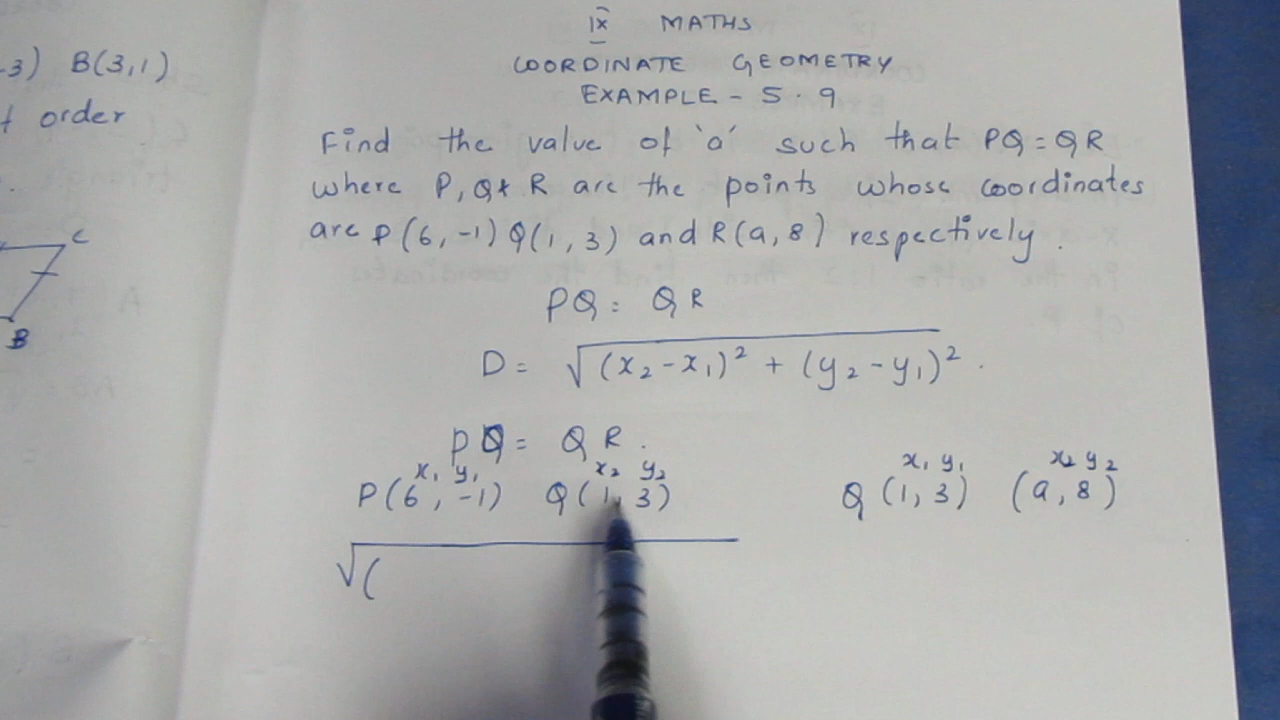 -3) B(3,1)
f order
C
B
IX MATHS
COORDINATE GEOMETRY
EXAMPLE - 5.9
Find the value of 'a' such that PQ = QR
where P, Q & R are the points whose coordinates
are P(6, -1) Q(1, 3) and R(a, 8) respectively.
PQ = QR
D = √(x₂ - x₁)² + (y₂ - y₁)².
PQ = QR.
x₁ y₁ x₂ y₂ x₁ y₁ x₂ y₂
P(6, -1) Q(1, 3) Q(1, 3) (a, 8)
√(